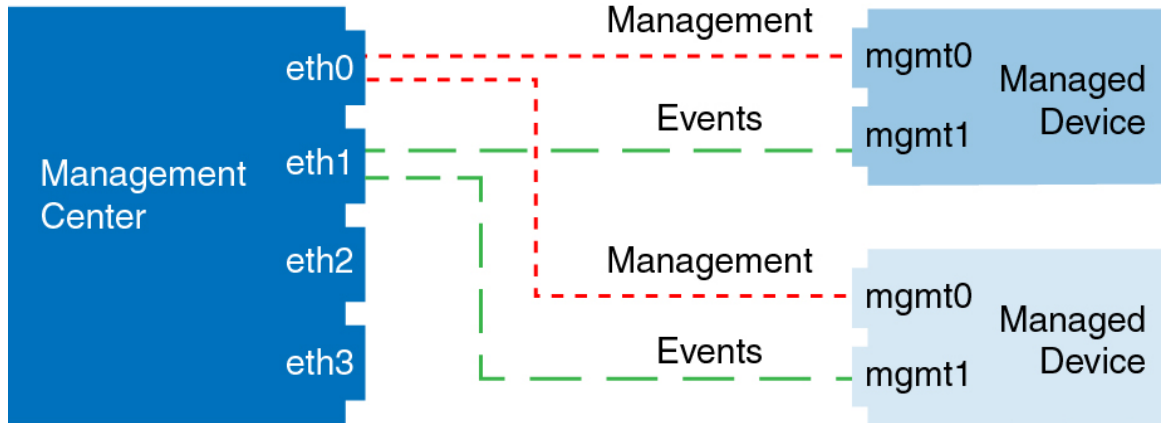 Management
eth0
mgmt0
Managed
Device
Events
mgmt1
eth1
Management
Center
eth2
Management
mgmt0
Managed
Device
Events
mgmt1
eth3